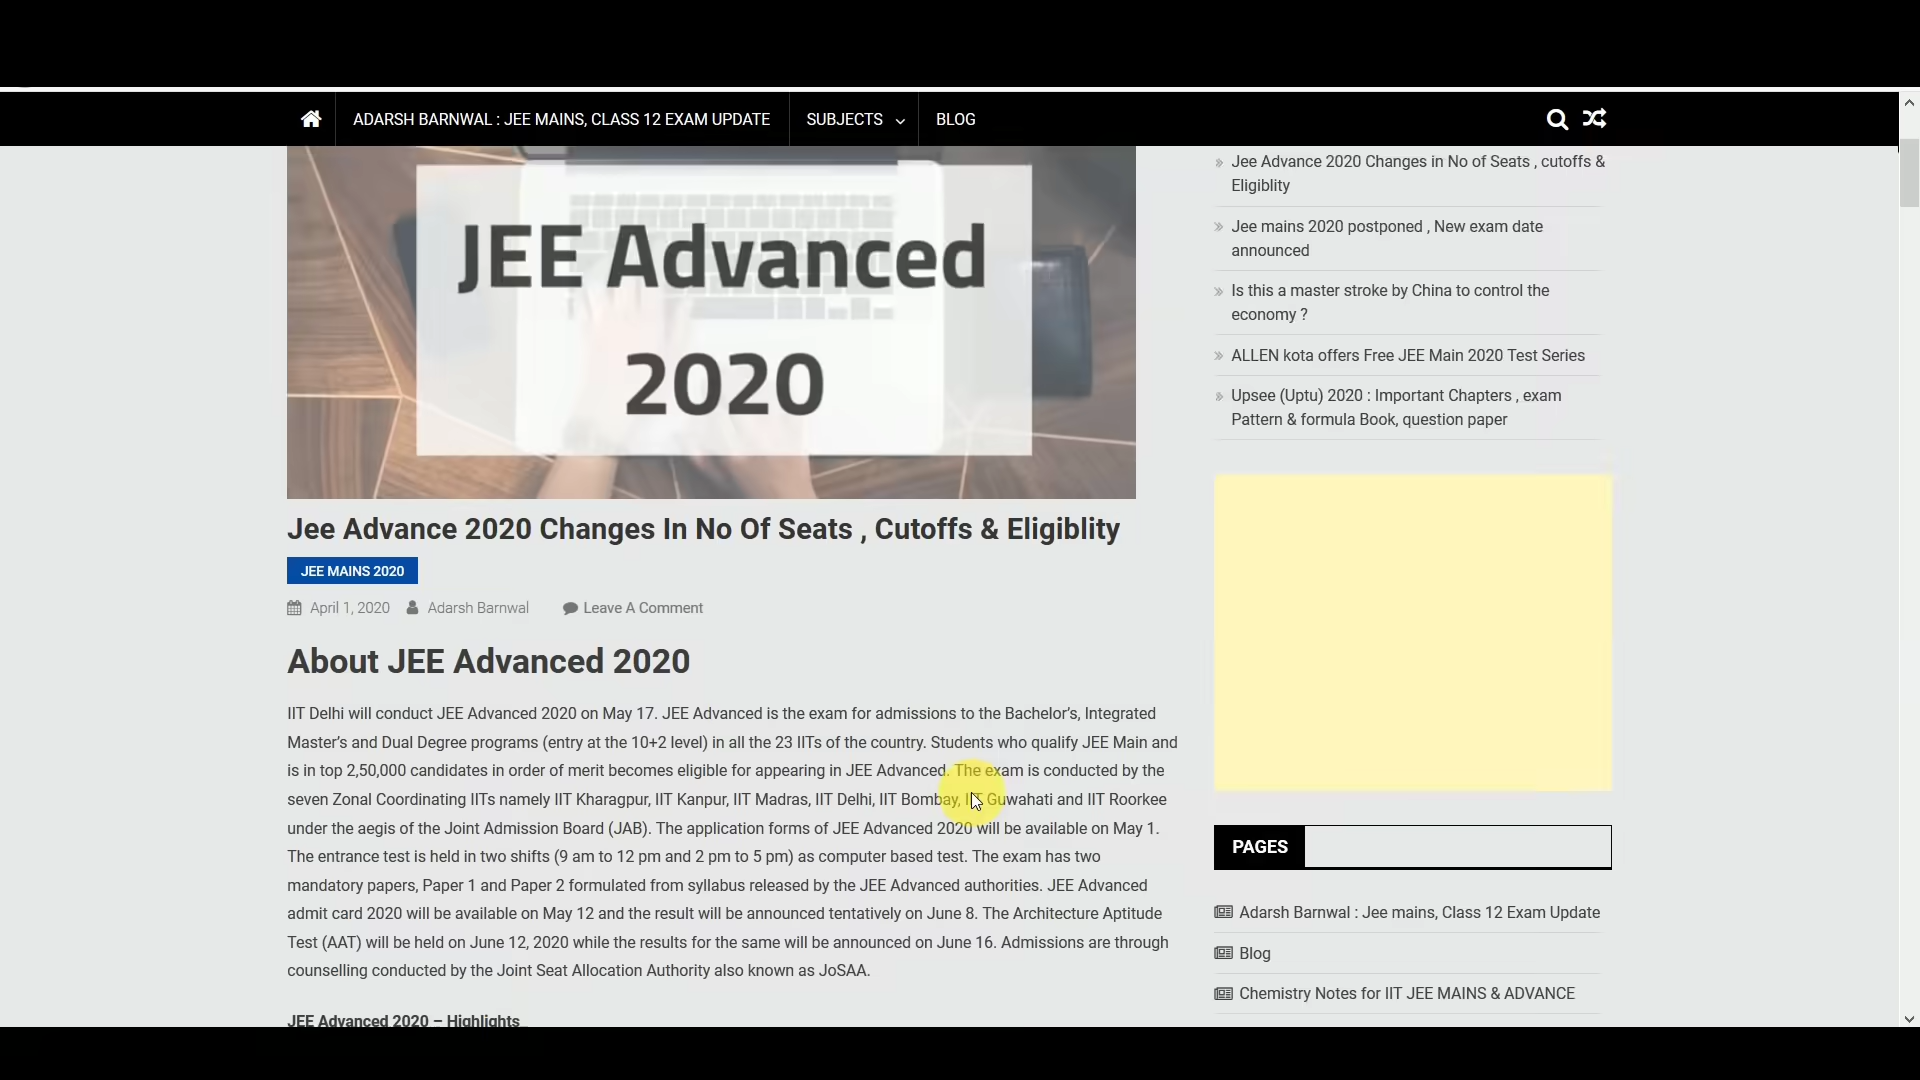 ADARSH BARNWAL : JEE MAINS, CLASS 12 EXAM UPDATE
SUBJECTS
BLOG
JEE Advanced
2020
Jee Advance 2020 Changes In No Of Seats , Cutoffs & Eligiblity
JEE MAINS 2020
April 1, 2020
Adarsh Barnwal
Leave A Comment
About JEE Advanced 2020
IIT Delhi will conduct JEE Advanced 2020 on May 17. JEE Advanced is the exam for admissions to the Bachelor's, Integrated
Master's and Dual Degree programs (entry at the 10+2 level) in all the 23 IITs of the country. Students who qualify JEE Main and
is in top 2,50,000 candidates in order of merit becomes eligible for appearing in JEE Advanced. The exam is conducted by the
seven Zonal Coordinating IITs namely IIT Kharagpur, IIT Kanpur, IIT Madras, IIT Delhi, IIT Bombay, IIT Guwahati and IIT Roorkee
under the aegis of the Joint Admission Board (JAB). The application forms of JEE Advanced 2020 will be available on May 1.
The entrance test is held in two shifts (9 am to 12 pm and 2 pm to 5 pm) as computer based test. The exam has two
mandatory papers, Paper 1 and Paper 2 formulated from syllabus released by the JEE Advanced authorities. JEE Advanced
admit card 2020 will be available on May 12 and the result will be announced tentatively on June 8. The Architecture Aptitude
Test (AAT) will be held on June 12, 2020 while the results for the same will be announced on June 16. Admissions are through
counselling conducted by the Joint Seat Allocation Authority also known as JoSAA.
JEE Advanced 2020 – Highlights
Jee Advance 2020 Changes in No of Seats , cutoffs &
Eligiblity
Jee mains 2020 postponed , New exam date
announced
Is this a master stroke by China to control the
economy ?
ALLEN kota offers Free JEE Main 2020 Test Series
Upsee (Uptu) 2020 : Important Chapters , exam
Pattern & formula Book, question paper
PAGES
Adarsh Barnwal : Jee mains, Class 12 Exam Update
Blog
Chemistry Notes for IIT JEE MAINS & ADVANCE